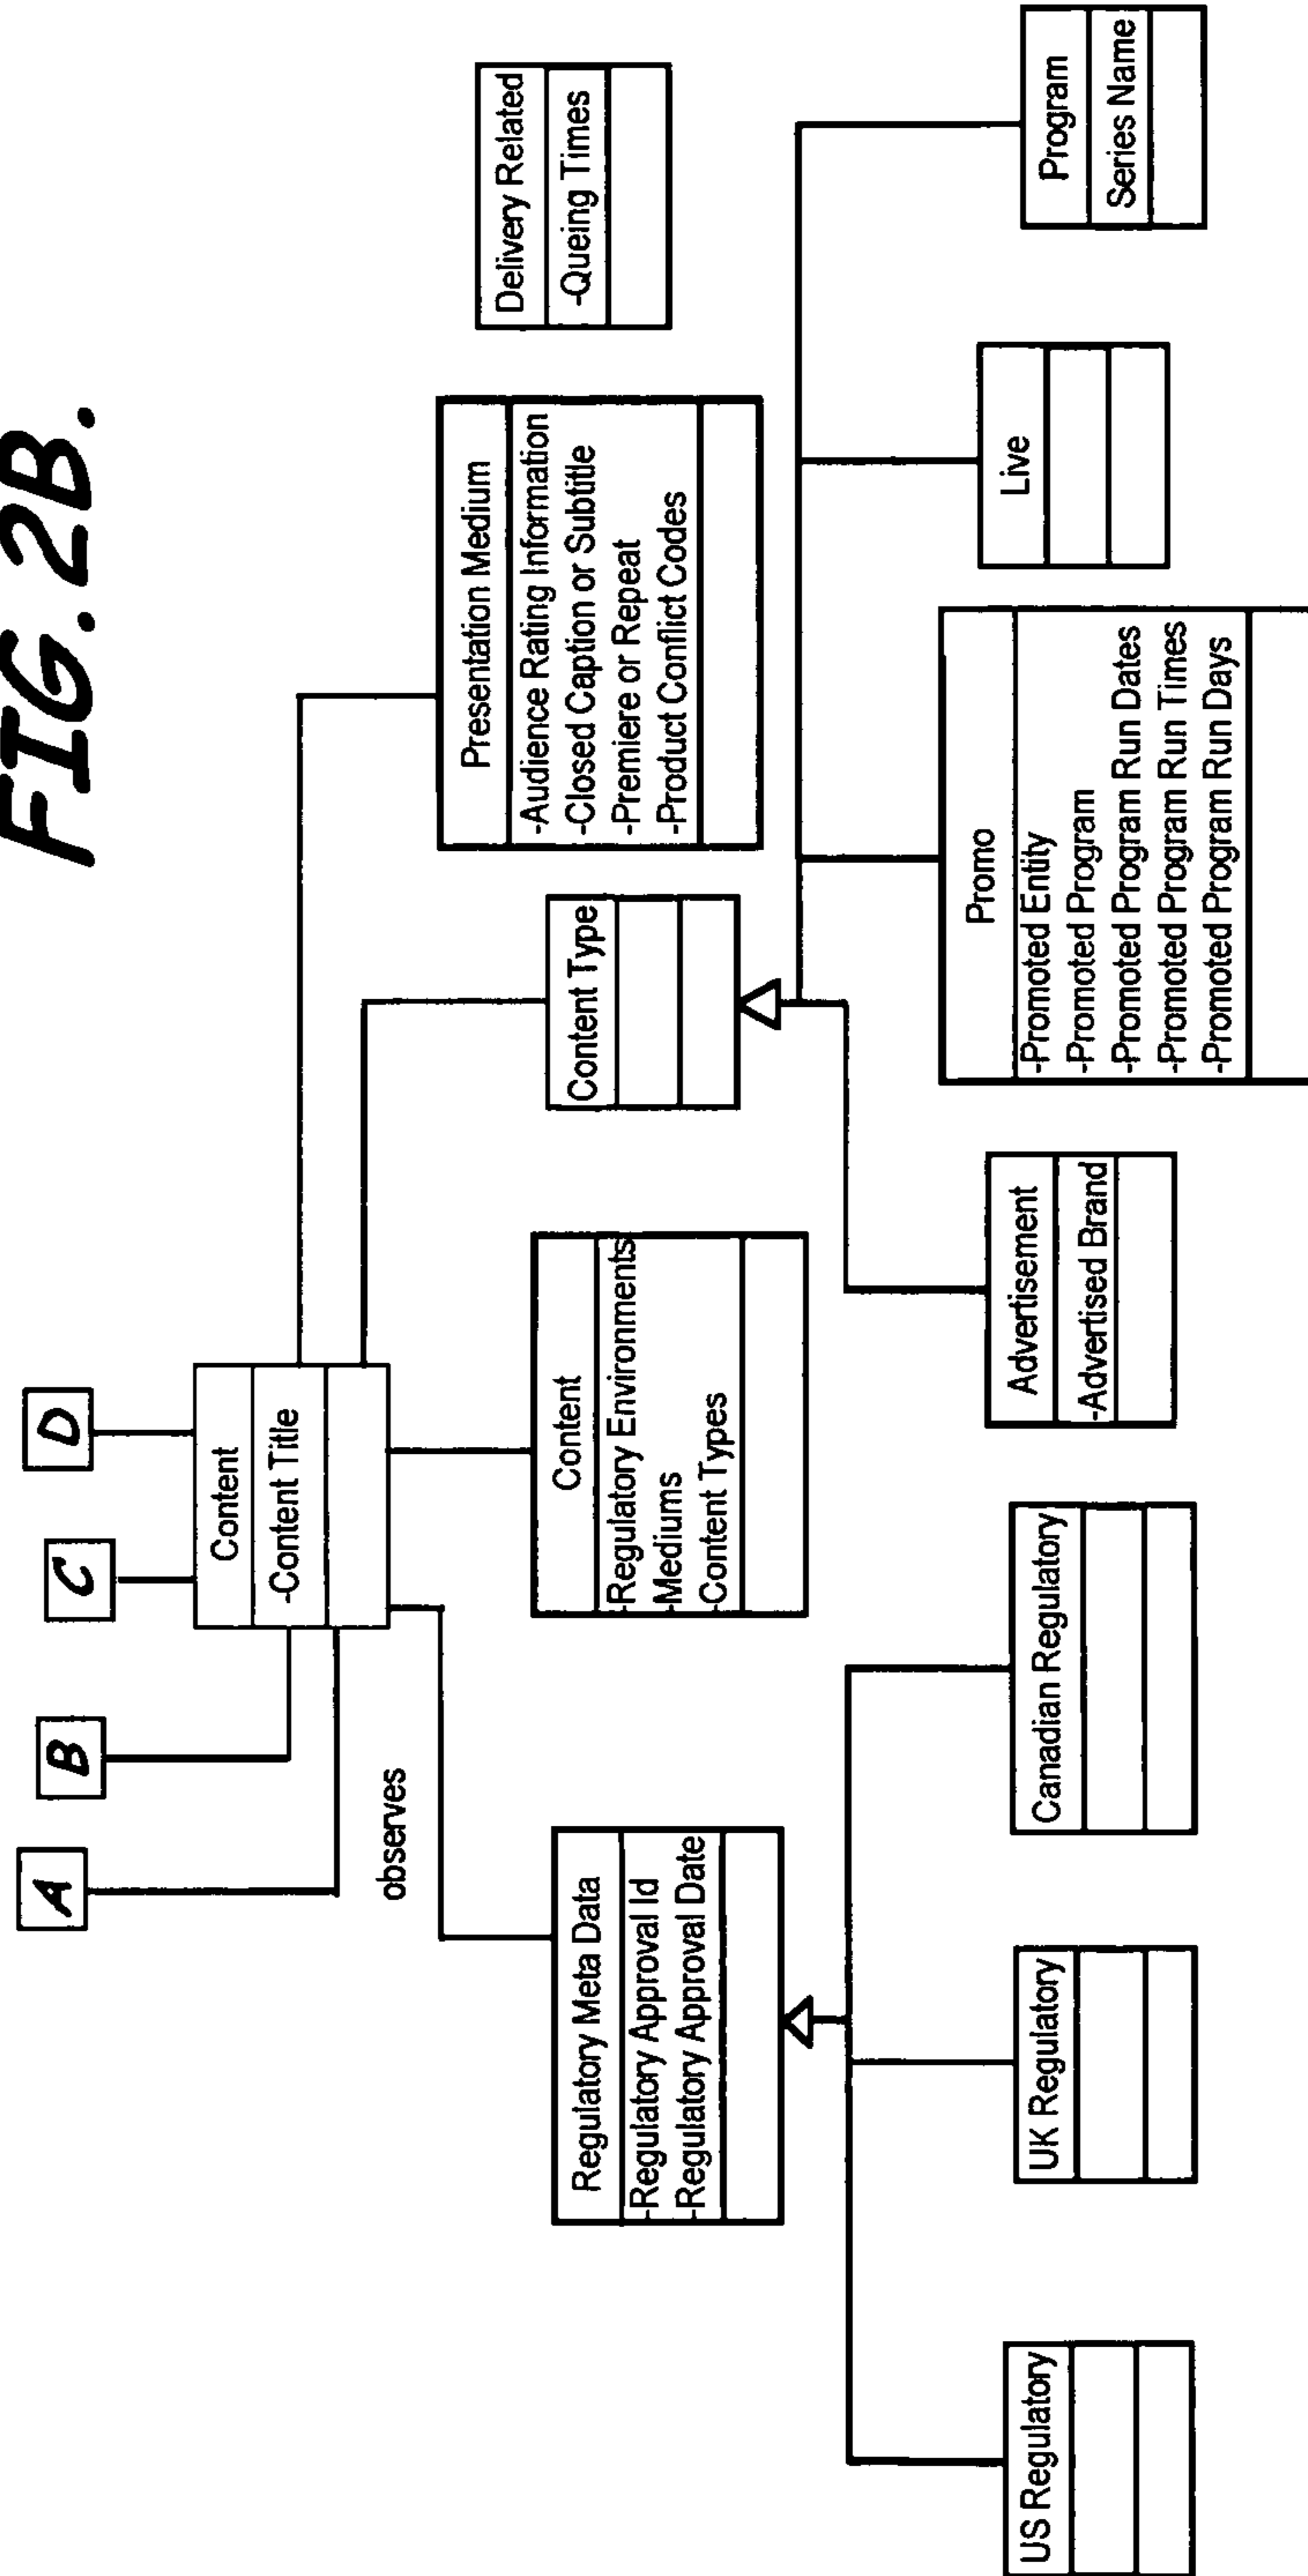 FIG. 2B.
A
B
C
D
Content
-Content Title
observes
Regulatory Meta Data
-Regulatory Approval Id
-Regulatory Approval Date
Content
-Regulatory Environments
-Mediums
-Content Types
Content Type
Presentation Medium
-Audience Rating Information
-Closed Caption or Subtitle
-Premiere or Repeat
-Product Conflict Codes
Delivery Related
-Queing Times
US Regulatory
UK Regulatory
Canadian Regulatory
Advertisement
-Advertised Brand
Promo
-Promoted Entity
-Promoted Program
-Promoted Program Run Dates
-Promoted Program Run Times
-Promoted Program Run Days
Live
Program
Series Name